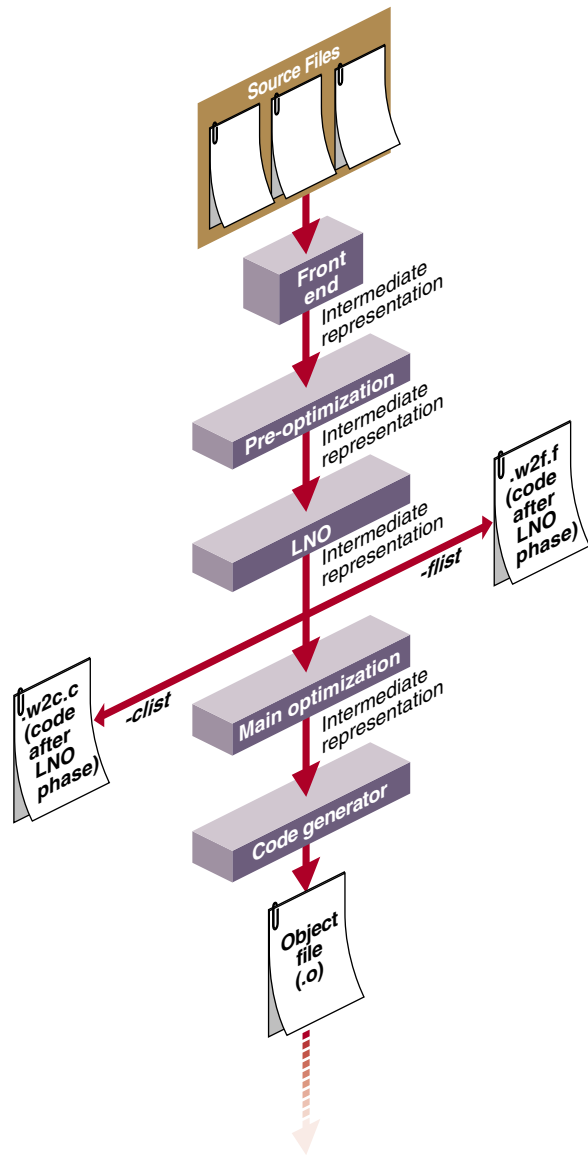 Source Files
Front
end
Intermediate
representation
Pre-optimization
Intermediate
representation
LNO
Intermediate
representation
.w2f.f
(code
after
LNO
phase)
-flist
-clist
.w2c.c
(code
after
LNO
phase)
Main optimization
Intermediate
representation
Code generator
Object
file
(.o)